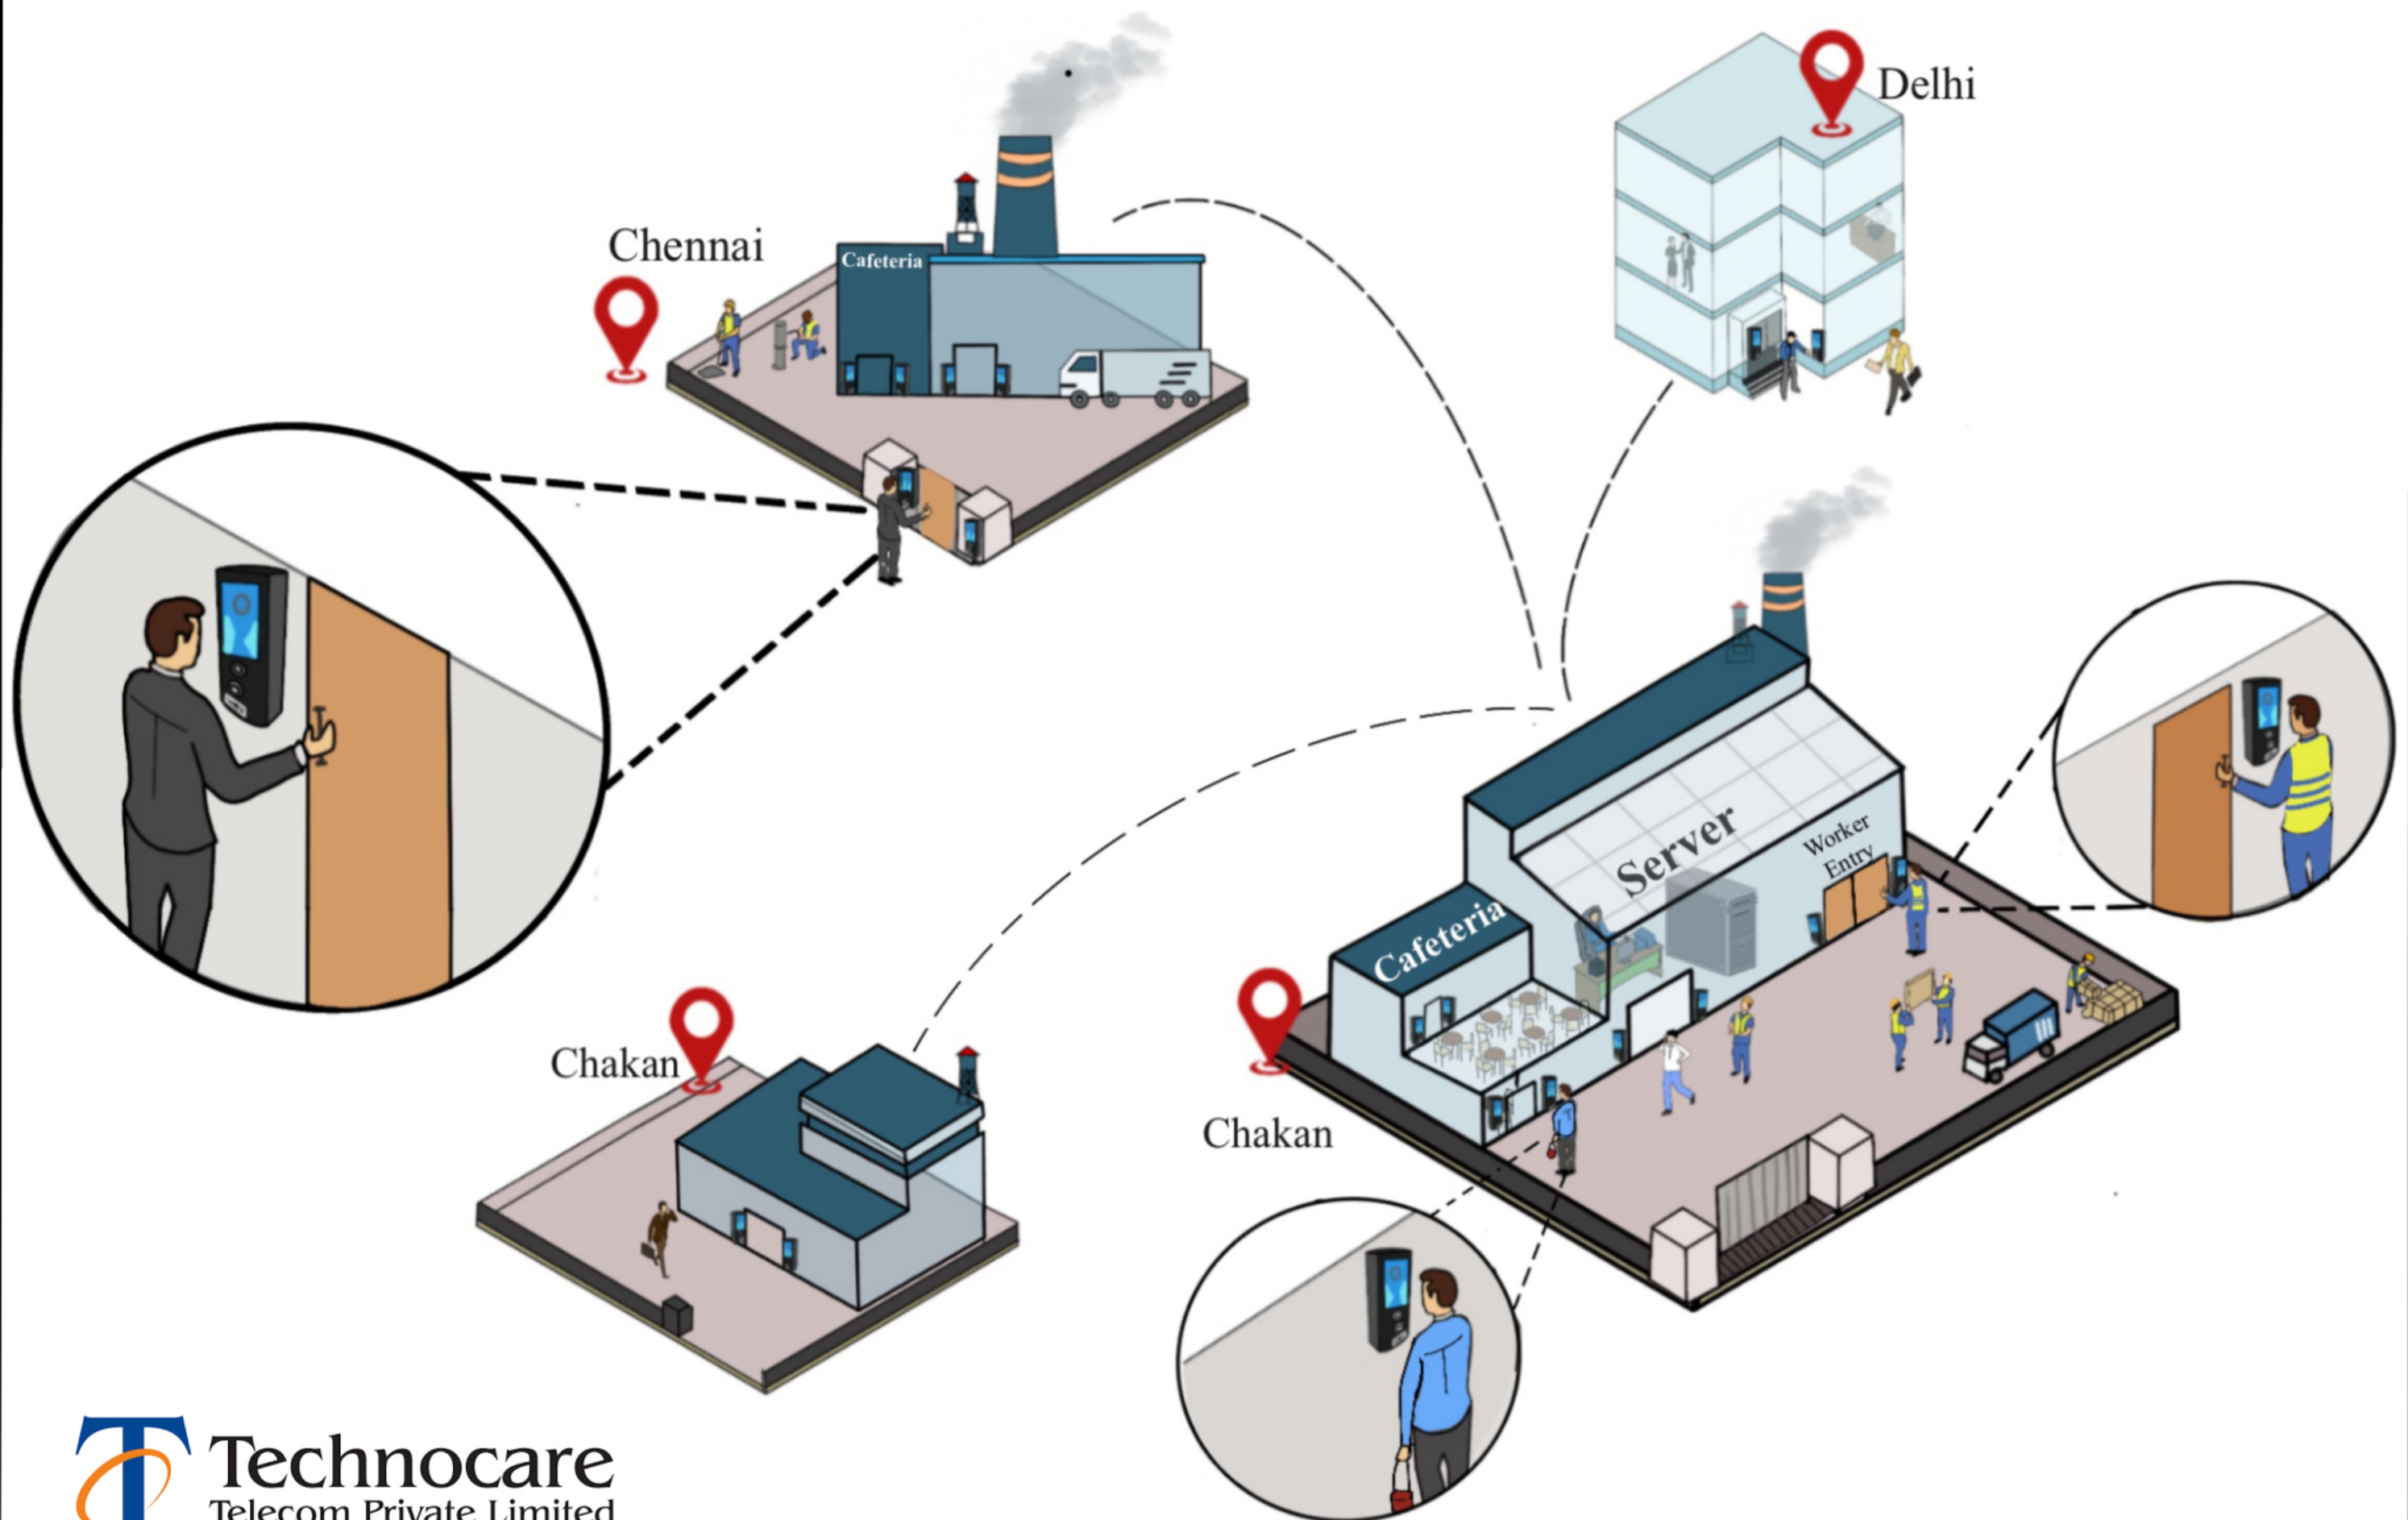 Delhi
Chennai
Cafeteria
Server
Worker
Entry
Cafeteria
Chakan
Chakan
Technocare
Telecom Private Limited